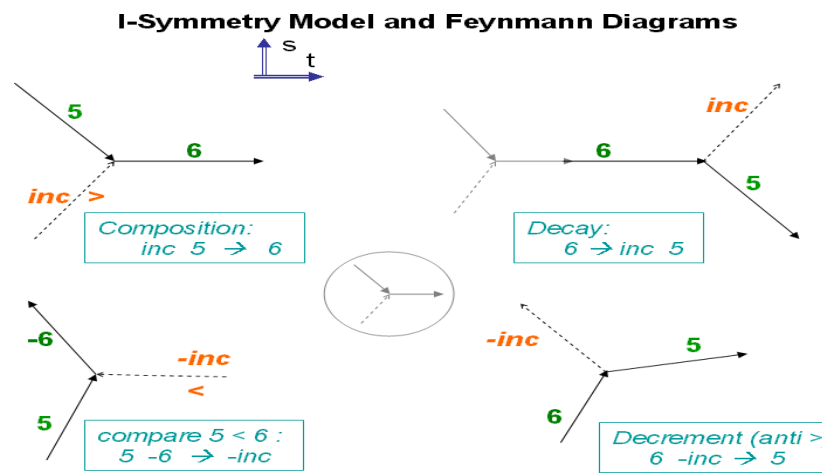 I-Symmetry Model and Feynmann Diagrams
s
t
5
6
inc >
Composition:
inc 5 → 6
inc
6
5
Decay:
6 → inc 5
-6
-inc
<
5
compare 5 < 6 :
5 -6 → -inc
-inc
5
6
Decrement (anti >
6 -inc → 5